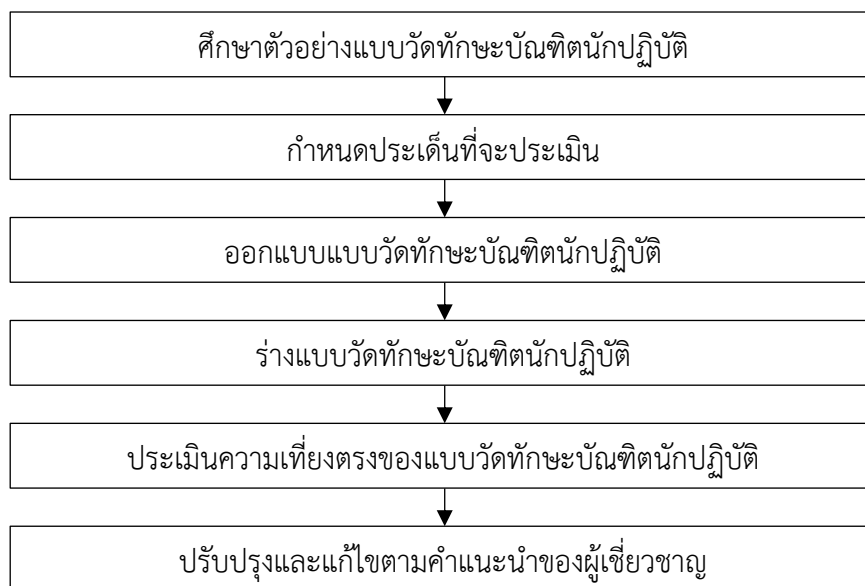 ศึกษาตัวอย่างแบบวัดทักษะบัณฑิตนักปฏิบัติ
กำหนดประเด็นที่จะประเมิน
ออกแบบแบบวัดทักษะบัณฑิตนักปฏิบัติ
ร่างแบบวัดทักษะบัณฑิตนักปฏิบัติ
ประเมินความเที่ยงตรงของแบบวัดทักษะบัณฑิตนักปฏิบัติ
ปรับปรุงและแก้ไขตามคำแนะนำของผู้เชี่ยวชาญ